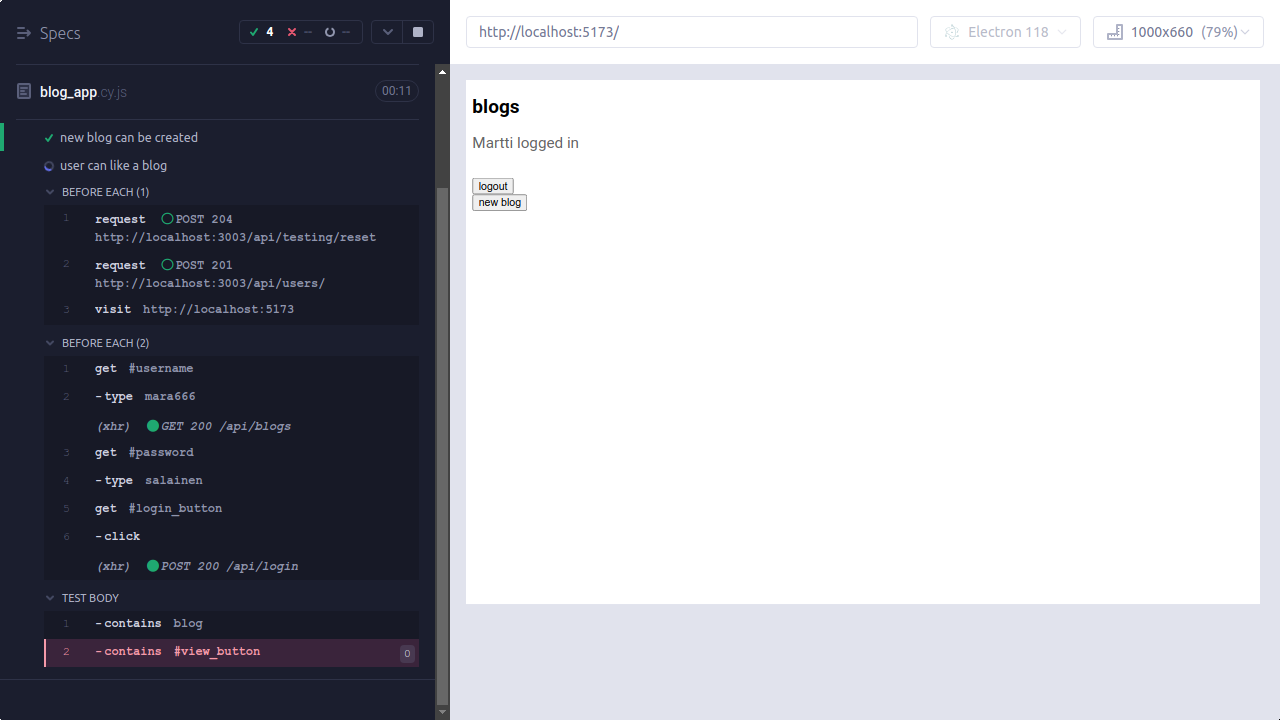 Specs
4
--
--
blog_app.cy.js
00:11
new blog can be created
user can like a blog
BEFORE EACH (1)
1 request POST 204
http://localhost:3003/api/testing/reset
2 request POST 201
http://localhost:3003/api/users/
3 visit http://localhost:5173
BEFORE EACH (2)
1 get #username
2 -type mara666
(xhr) GET 200 /api/blogs
3 get #password
4 -type salainen
5 get #login_button
6 -click
(xhr) POST 200 /api/login
TEST BODY
1 -contains blog
2 -contains #view_button 0
http://localhost:5173/
Electron 118
1000x660 (79%)
blogs
Martti logged in
logout
new blog